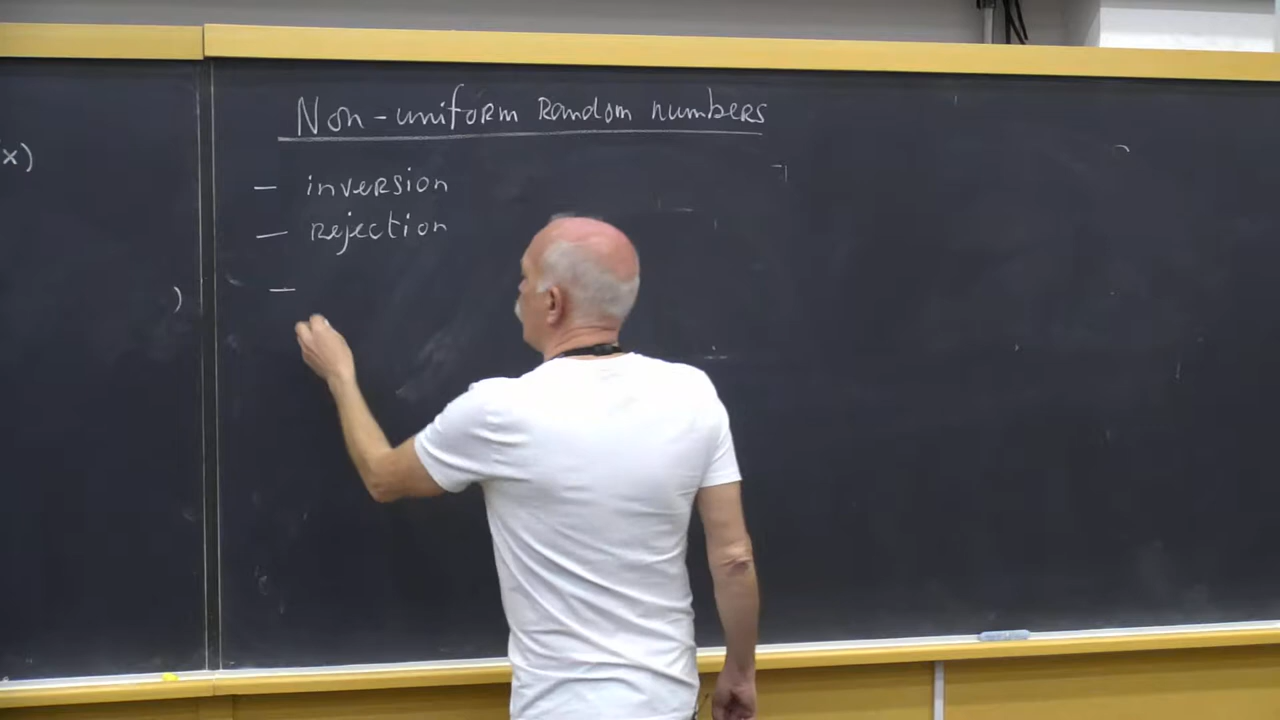 x)
)
Non-uniform Random numbers
— inversion
— rejection
—